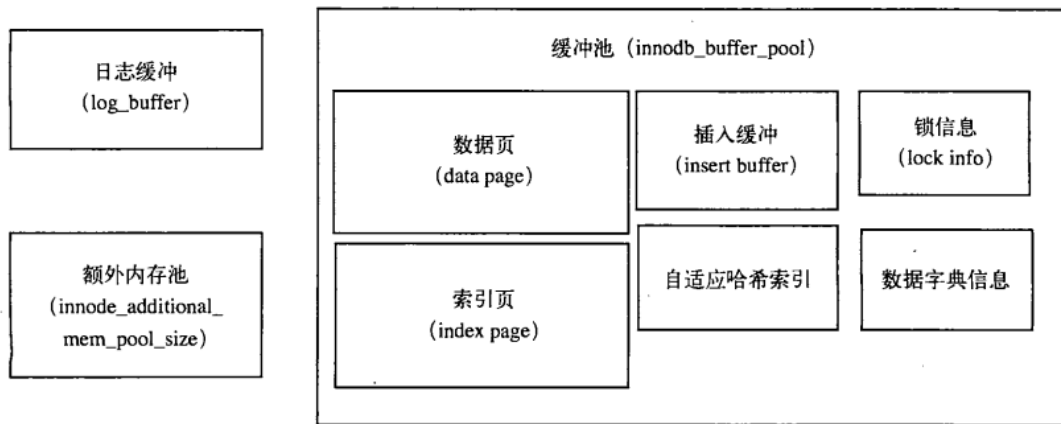 日志缓冲
(log_buffer)
额外内存池
(innode_additional_
mem_pool_size)
缓冲池（innodb_buffer_pool）
数据页
(data page)
索引页
(index page)
插入缓冲
(insert buffer)
自适应哈希索引
锁信息
(lock info)
数据字典信息